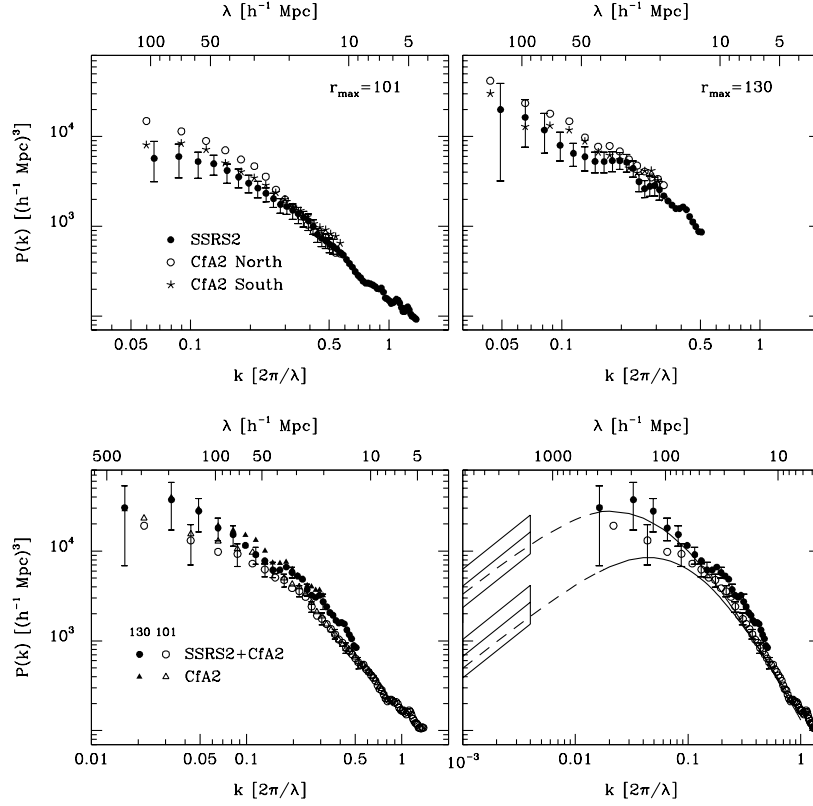 λ [h⁻¹ Mpc]
λ [h⁻¹ Mpc]
100 50 10 5
100 50 10 5
r_max=101
r_max=130
10⁴
10³
P(k) [(h⁻¹ Mpc)³]
SSRS2
CfA2 North
CfA2 South
0.05 0.1 0.5 1
0.05 0.1 0.5 1
k [2π/λ]
k [2π/λ]
λ [h⁻¹ Mpc]
λ [h⁻¹ Mpc]
500 100 50 10 5
1000 100 10
10⁴
10³
P(k) [(h⁻¹ Mpc)³]
130 101
SSRS2+CfA2
CfA2
0.01 0.1 1
10⁻³ 0.01 0.1 1
k [2π/λ]
k [2π/λ]